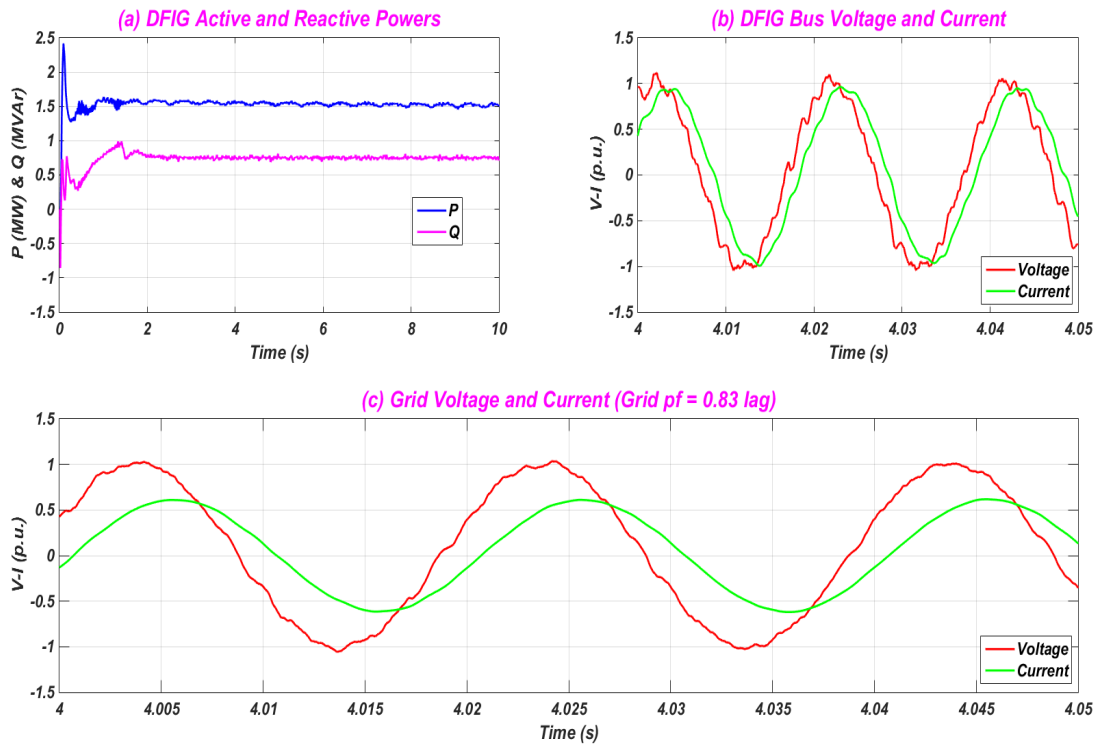 (a) DFIG Active and Reactive Powers
P (MW) & Q (MVAr)
2.5
2
1.5
1
0.5
0
-0.5
-1
-1.5
P
Q
0 2 4 6 8 10
Time (s)
(b) DFIG Bus Voltage and Current
V-I (p.u.)
1.5
1
0.5
0
-0.5
-1
-1.5
Voltage
Current
4 4.01 4.02 4.03 4.04 4.05
Time (s)
(c) Grid Voltage and Current (Grid pf = 0.83 lag)
V-I (p.u.)
1.5
1
0.5
0
-0.5
-1
-1.5
Voltage
Current
4 4.005 4.01 4.015 4.02 4.025 4.03 4.035 4.04 4.045 4.05
Time (s)